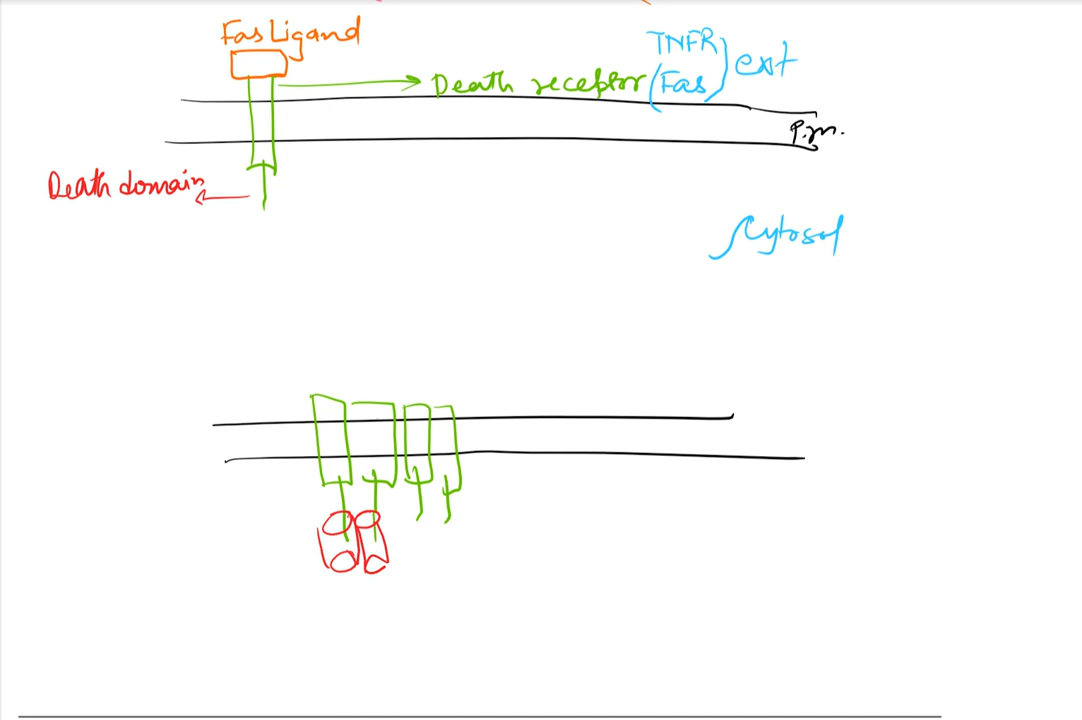 Fas Ligand
TNFR
Death receptor (Fas) ext
P.m.
Death domain
Cytosol